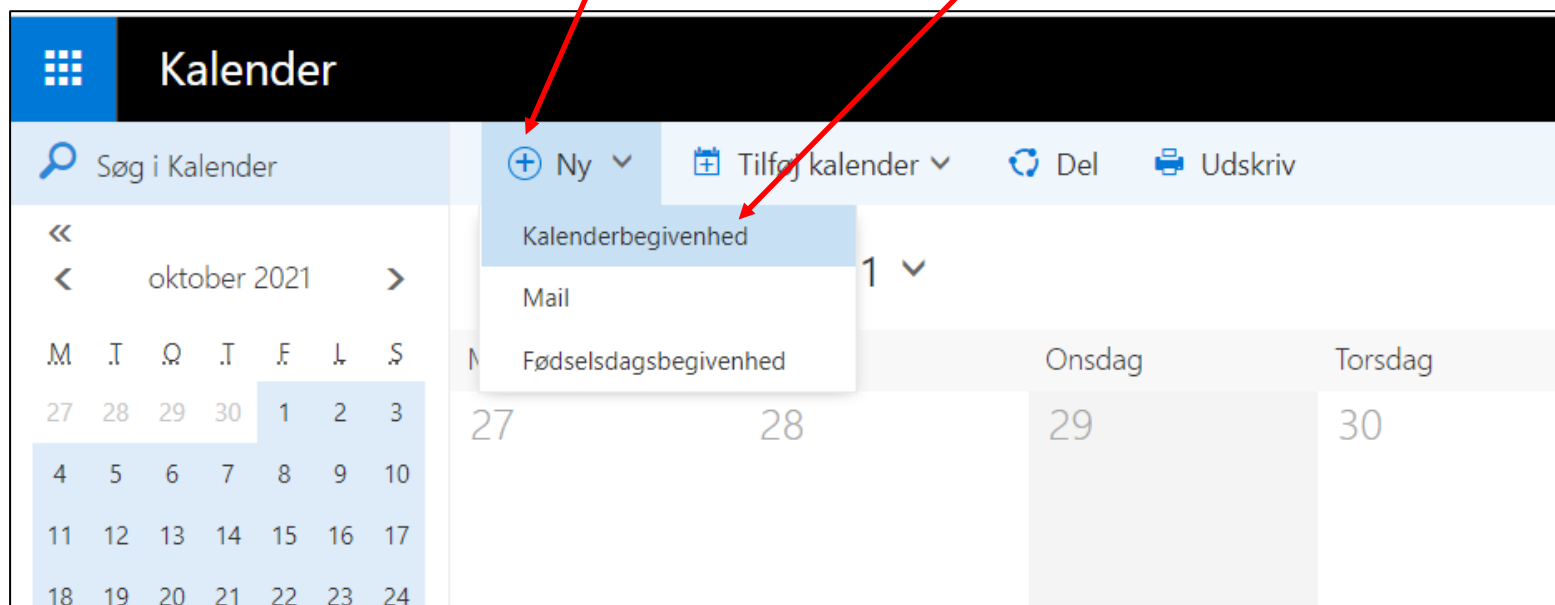 Kalender
Søg i Kalender
Ny
Tilføj kalender
Del
Udskriv
oktober 2021
M T O T F L S
27 28 29 30 1 2 3
4 5 6 7 8 9 10
11 12 13 14 15 16 17
18 19 20 21 22 23 24
Kalenderbegivenhed
Mail
Fødselsdagsbegivenhed
1
M
Onsdag
Torsdag
27
28
29
30